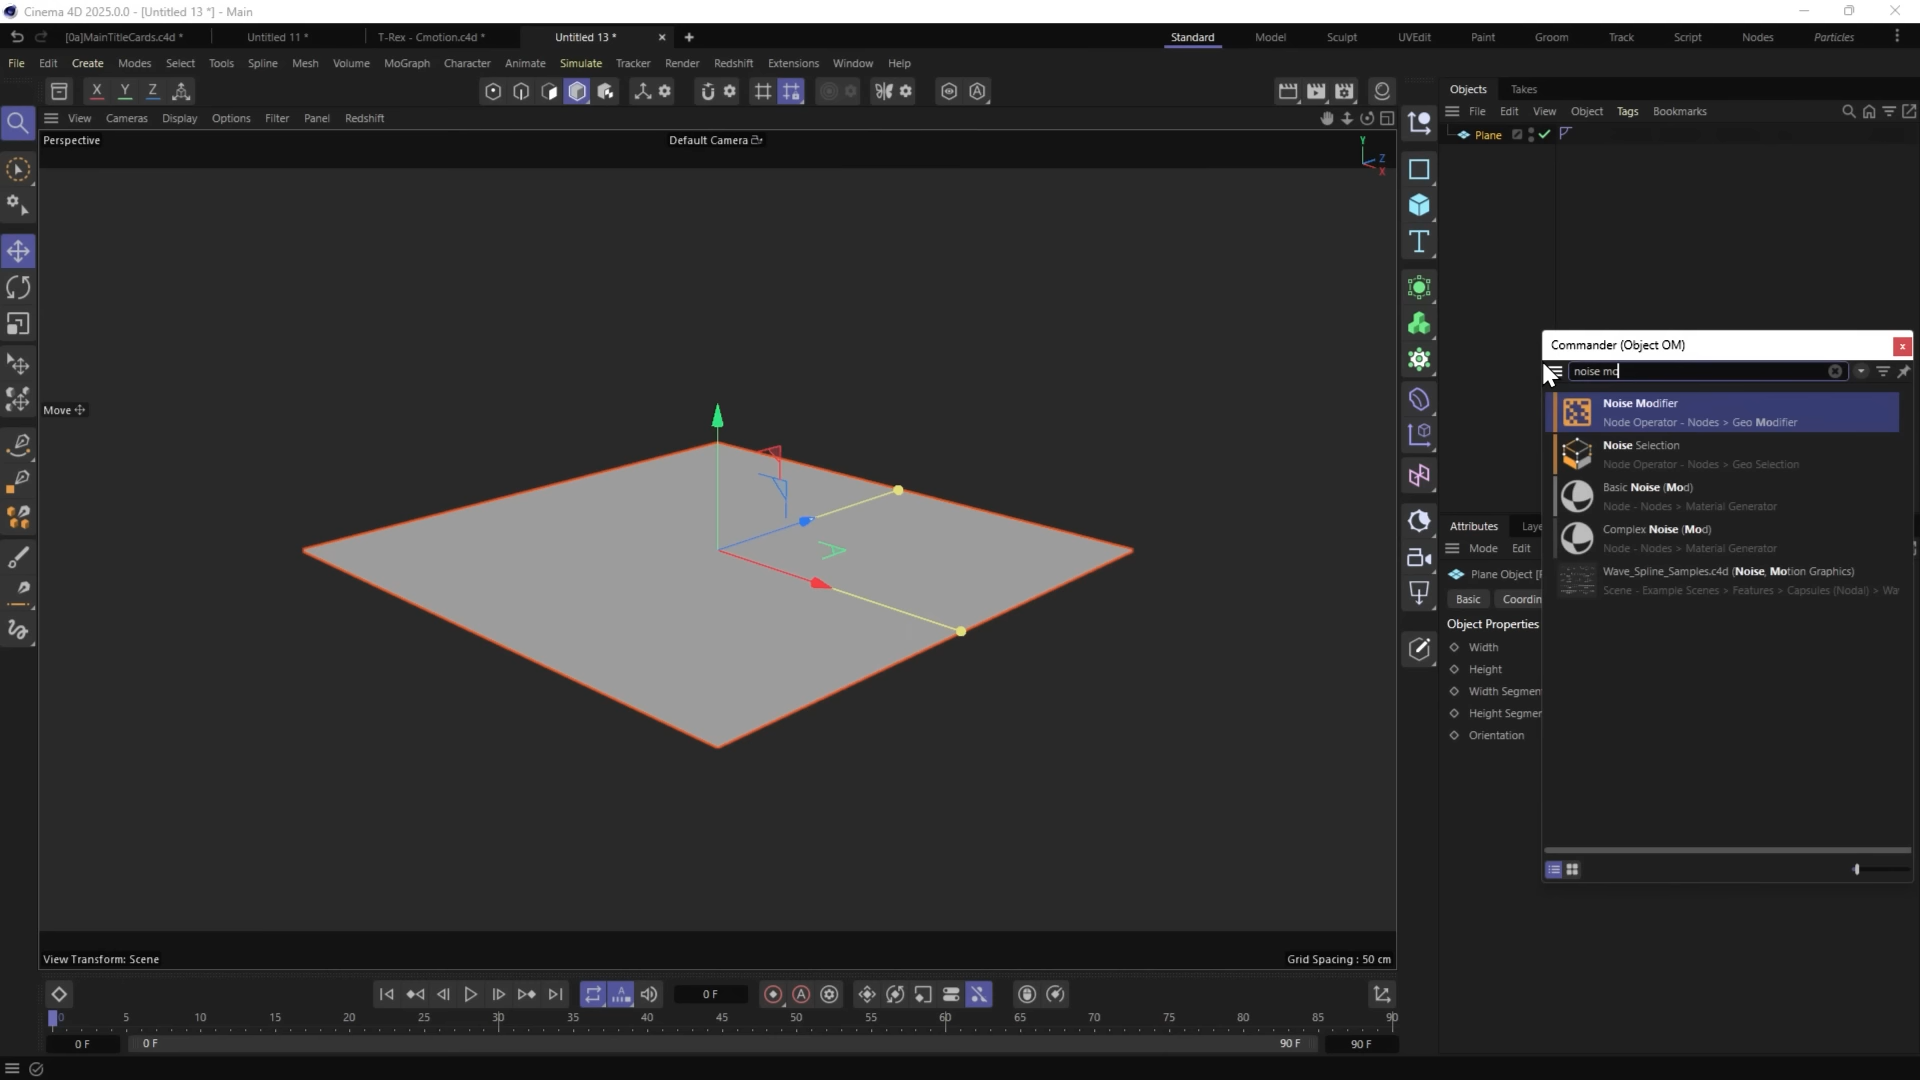 Cinema 4D 2025.0.0 - [Untitled 13 *] - Main
[0a]MainTitleCards.c4d *
Untitled 11 *
T-Rex - Cmotion.c4d *
Untitled 13 *
Standard
Model
Sculpt
UVEdit
Paint
Groom
Track
Script
Nodes
Particles
File
Edit
Create
Modes
Select
Tools
Spline
Mesh
Volume
MoGraph
Character
Animate
Simulate
Tracker
Render
Redshift
Extensions
Window
Help
X
Y
Z
Objects
Takes
View
Cameras
Display
Options
Filter
Panel
Redshift
File
Edit
View
Object
Tags
Bookmarks
Perspective
Default Camera
Y
Z
X
Plane
Move
Commander (Object OM)
noise mo
Noise Modifier
Node Operator - Nodes > Geo Modifier
Noise Selection
Node Operator - Nodes > Geo Selection
Basic Noise (Mod)
Node - Nodes > Material Generator
Complex Noise (Mod)
Node - Nodes > Material Generator
Wave_Spline_Samples.c4d (Noise, Motion Graphics)
Scene - Example Scenes > Features > Capsules (Nodal) > Wa
Attributes
Laye
Mode
Edit
Plane Object [
Basic
Coordin
Object Properties
Width
Height
Width Segmen
Height Segmer
Orientation
View Transform: Scene
Grid Spacing : 50 cm
0 F
0
5
10
15
20
25
30
35
40
45
50
55
60
65
70
75
80
85
90
0 F
0 F
90 F
90 F